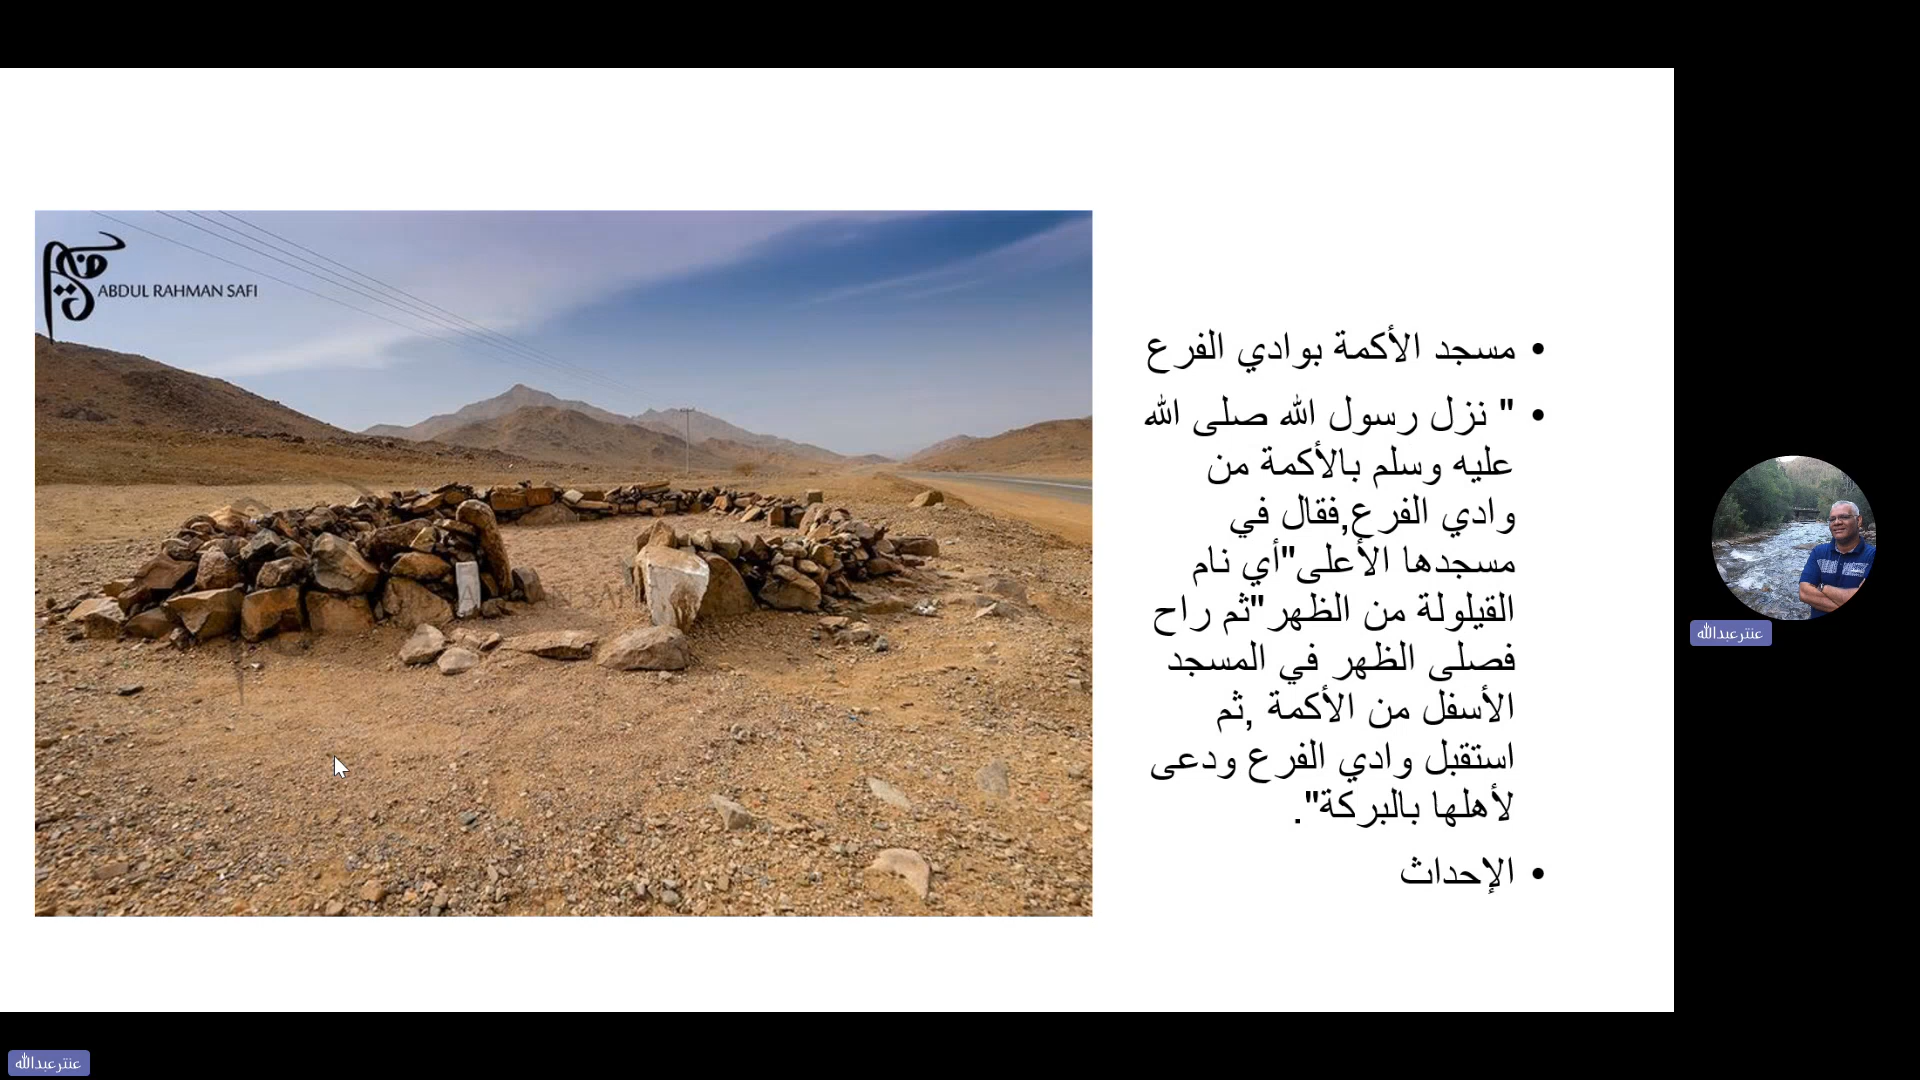 ABDUL RAHMAN SAFI
• مسجد الأكمة بوادي الفرع
• " نزل رسول الله صلى الله
عليه وسلم بالأكمة من
وادي الفرع,فقال في
مسجدها الأعلى"أي نام
القيلولة من الظهر"ثم راح
فصلى الظهر في المسجد
الأسفل من الأكمة ,ثم
استقبل وادي الفرع ودعى
لأهلها بالبركة".
• الإحداث
عنترعبدالله
عنترعبدالله